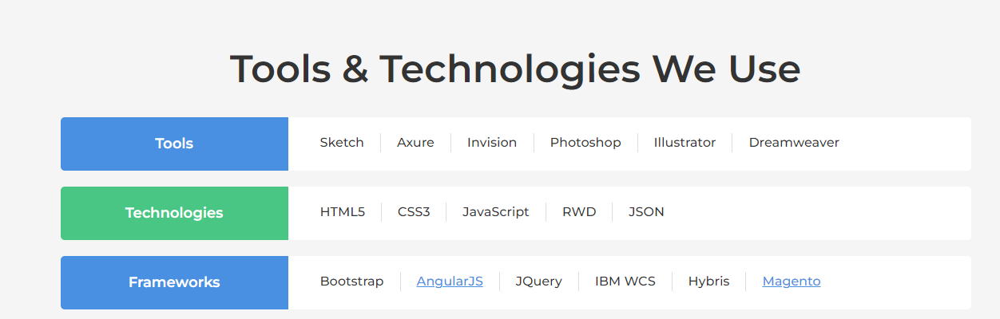 Tools & Technologies We Use
Tools Sketch Axure Invision Photoshop Illustrator Dreamweaver
Technologies HTML5 CSS3 JavaScript RWD JSON
Frameworks Bootstrap AngularJS JQuery IBM WCS Hybris Magento